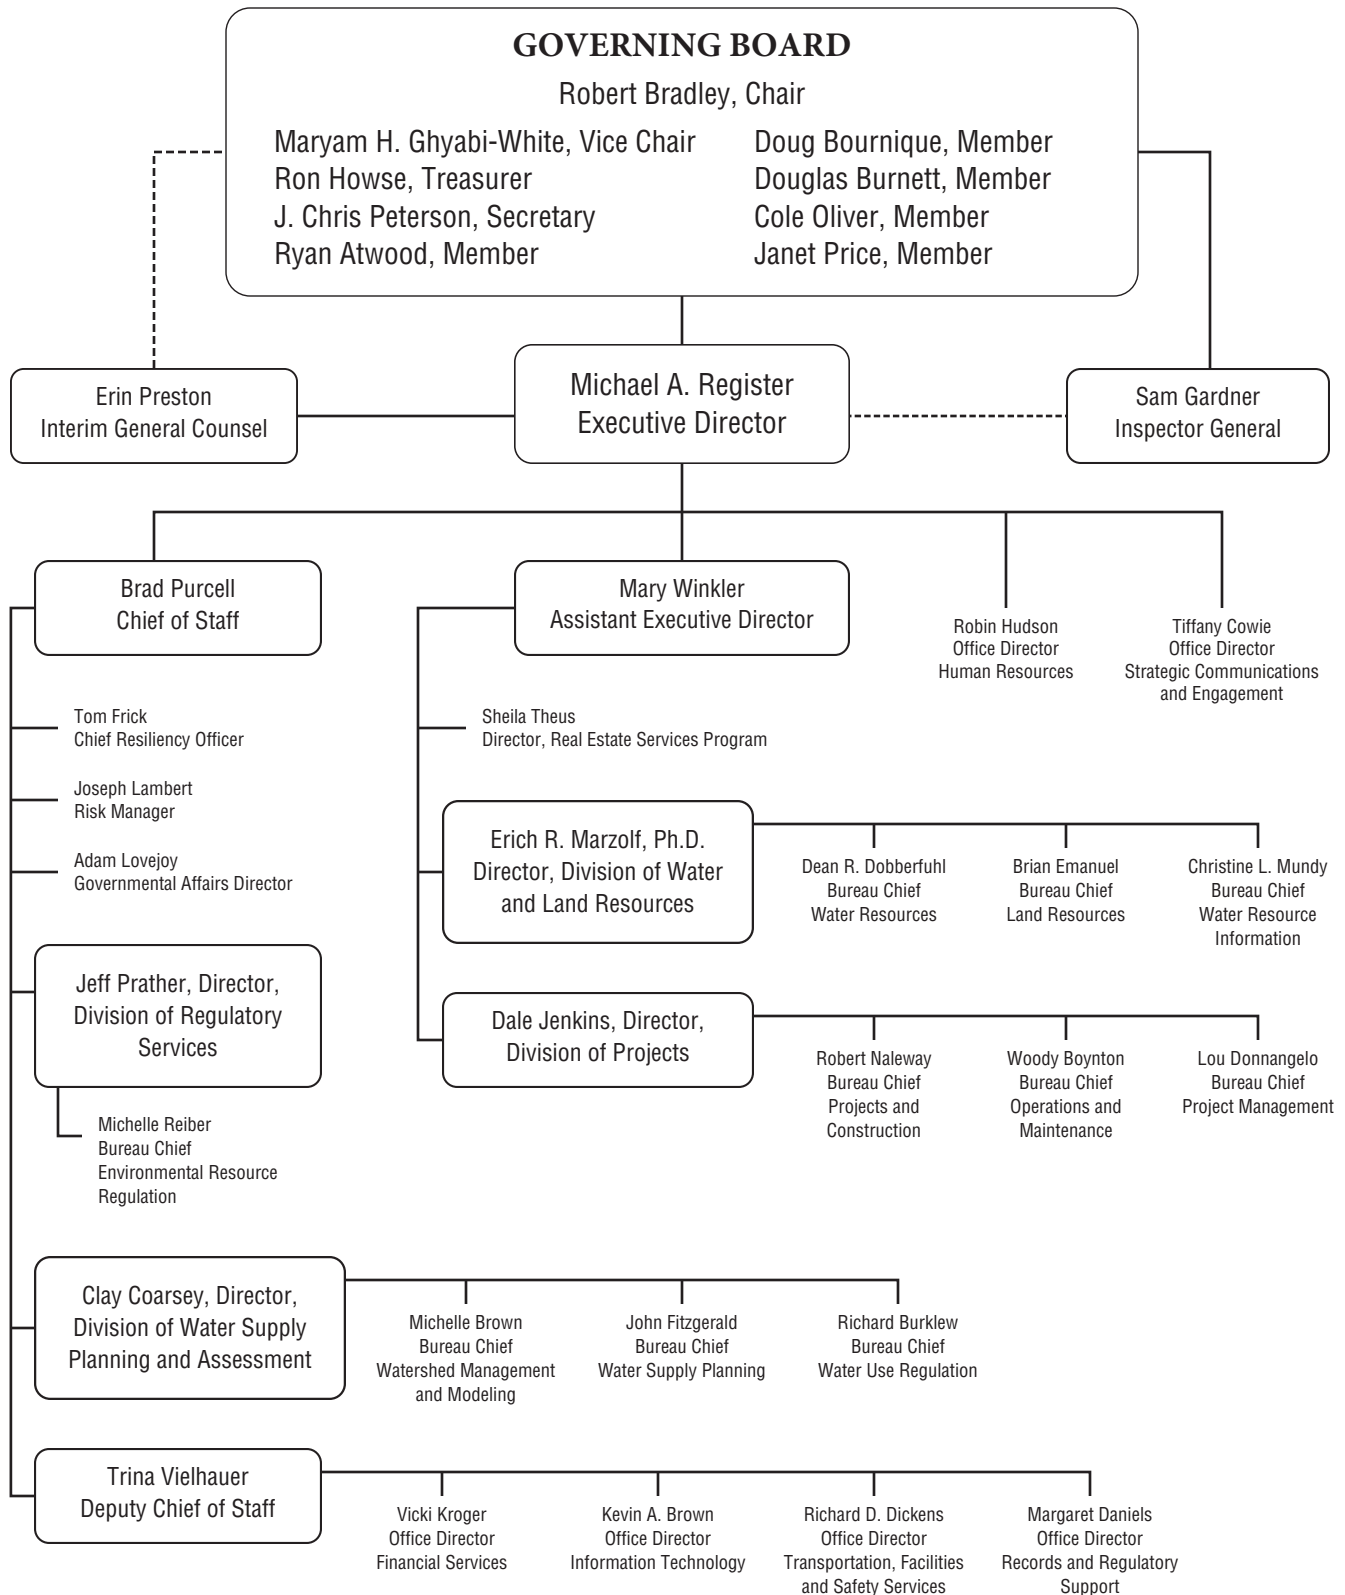 GOVERNING BOARD
Robert Bradley, Chair
Maryam H. Ghyabi-White, Vice Chair
Ron Howse, Treasurer
J. Chris Peterson, Secretary
Ryan Atwood, Member
Doug Bournique, Member
Douglas Burnett, Member
Cole Oliver, Member
Janet Price, Member
Erin Preston
Interim General Counsel
Michael A. Register
Executive Director
Sam Gardner
Inspector General
Brad Purcell
Chief of Staff
Mary Winkler
Assistant Executive Director
Robin Hudson
Office Director
Human Resources
Tiffany Cowie
Office Director
Strategic Communications
and Engagement
Tom Frick
Chief Resiliency Officer
Joseph Lambert
Risk Manager
Adam Lovejoy
Governmental Affairs Director
Sheila Theus
Director, Real Estate Services Program
Erich R. Marzolf, Ph.D.
Director, Division of Water
and Land Resources
Dean R. Dobberfuhl
Bureau Chief
Water Resources
Brian Emanuel
Bureau Chief
Land Resources
Christine L. Mundy
Bureau Chief
Water Resource
Information
Jeff Prather, Director,
Division of Regulatory
Services
Dale Jenkins, Director,
Division of Projects
Robert Naleway
Bureau Chief
Projects and
Construction
Woody Boynton
Bureau Chief
Operations and
Maintenance
Lou Donnangelo
Bureau Chief
Project Management
Michelle Reiber
Bureau Chief
Environmental Resource
Regulation
Clay Coarsey, Director,
Division of Water Supply
Planning and Assessment
Michelle Brown
Bureau Chief
Watershed Management
and Modeling
John Fitzgerald
Bureau Chief
Water Supply Planning
Richard Burklew
Bureau Chief
Water Use Regulation
Trina Vielhauer
Deputy Chief of Staff
Vicki Kroger
Office Director
Financial Services
Kevin A. Brown
Office Director
Information Technology
Richard D. Dickens
Office Director
Transportation, Facilities
and Safety Services
Margaret Daniels
Office Director
Records and Regulatory
Support